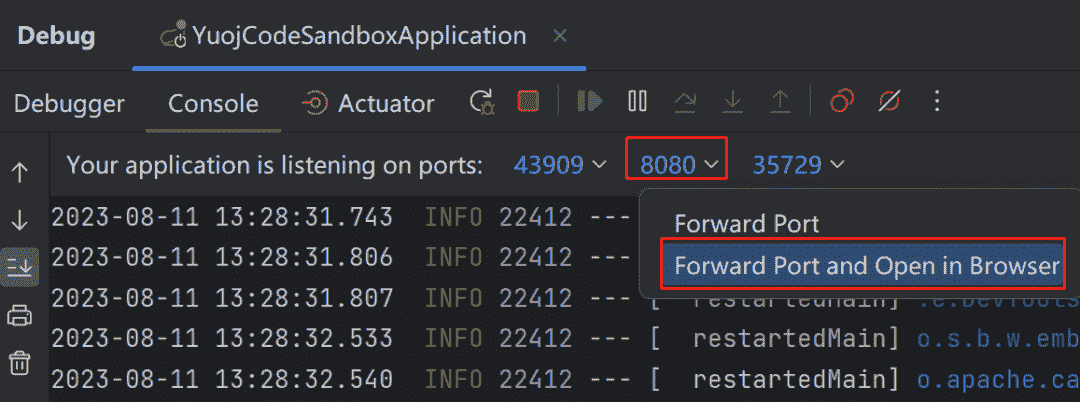 Debug YuojCodeSandboxApplication
Debugger Console Actuator
Your application is listening on ports: 43909 8080 35729
Forward Port
Forward Port and Open in Browser
2023-08-11 13:28:31.743 INFO 22412 ---
2023-08-11 13:28:31.806 INFO 22412 ---
2023-08-11 13:28:31.807 INFO 22412 --- [ restartedMain] .e.DevTools
2023-08-11 13:28:32.533 INFO 22412 --- [ restartedMain] o.s.b.w.emb
2023-08-11 13:28:32.540 INFO 22412 --- [ restartedMain] o.apache.ca